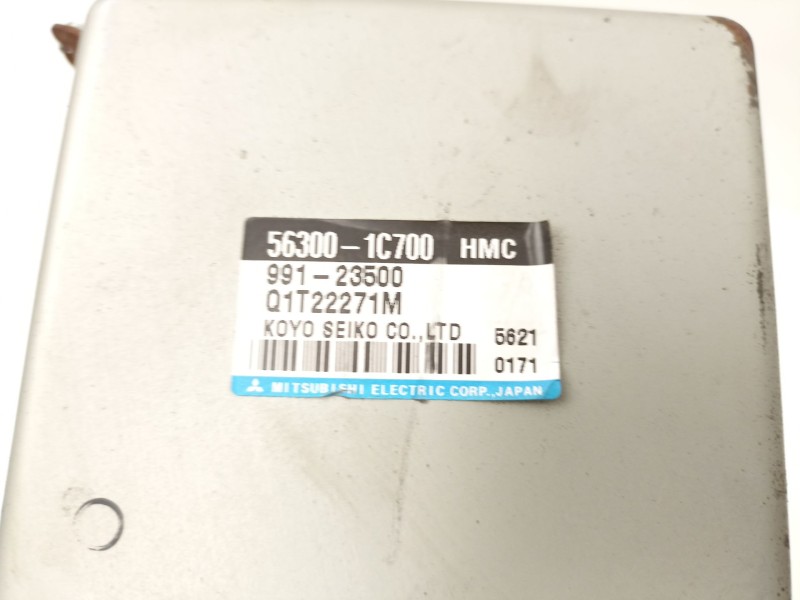 56300-1C700 HMC
991-23500
Q1T22271M
KOYO SEIKO CO.,LTD 5621
0171
MITSUBISHI ELECTRIC CORP.,JAPAN